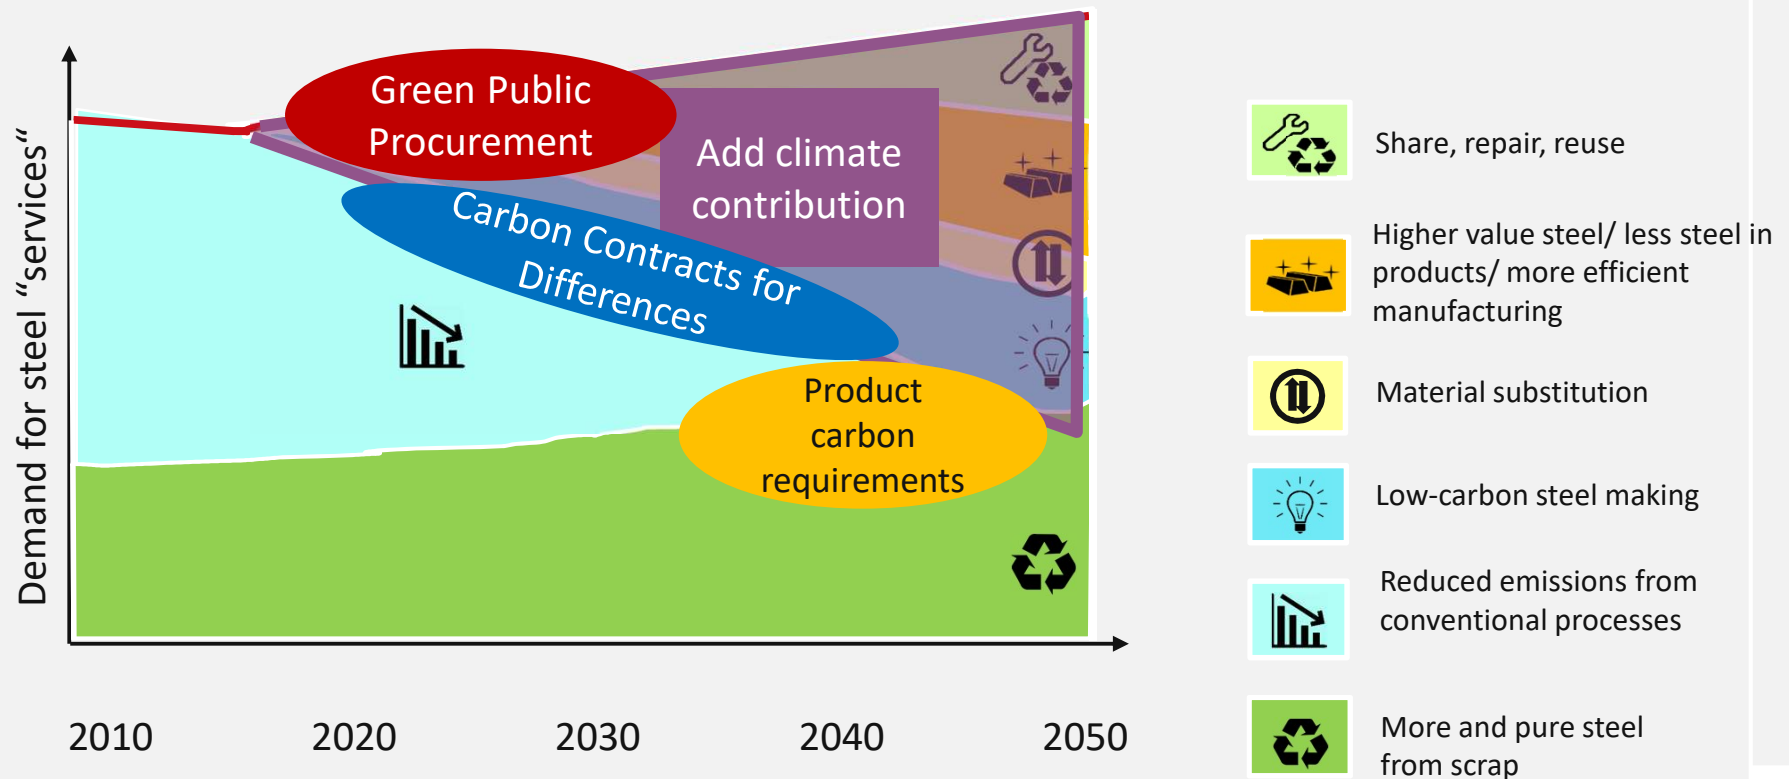 Demand for steel “services“
Green Public
Procurement
Add climate
contribution
Carbon Contracts for
Differences
Product
carbon
requirements
2010
2020
2030
2040
2050
Share, repair, reuse
Higher value steel/ less steel in
products/ more efficient
manufacturing
Material substitution
Low-carbon steel making
Reduced emissions from
conventional processes
More and pure steel
from scrap